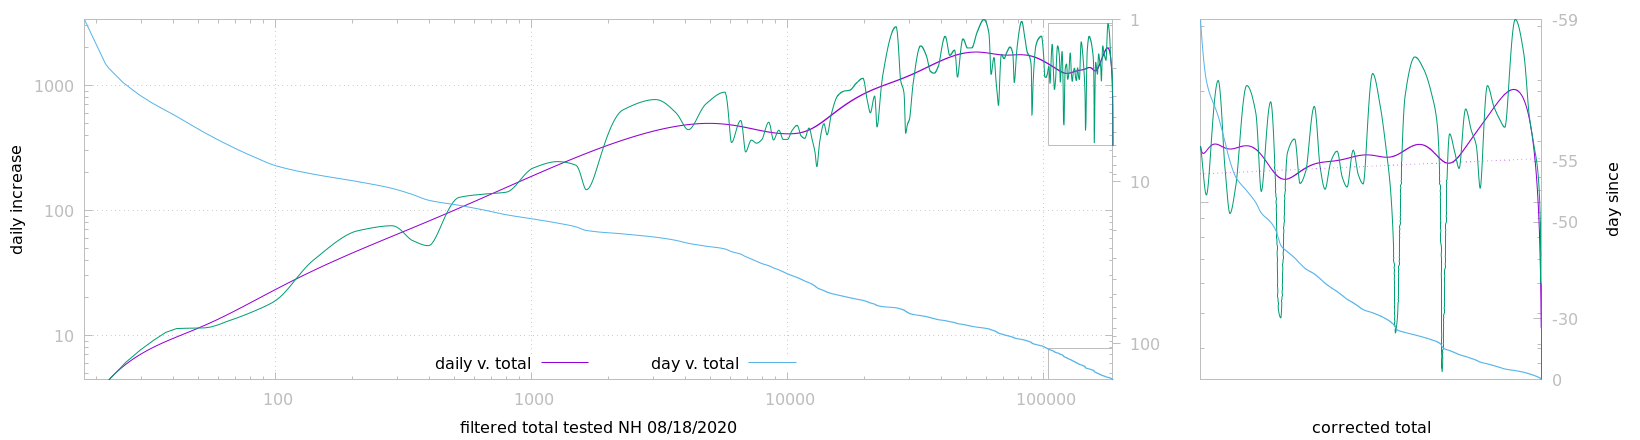 daily increase
1000
100
10
100
1000
10000
100000
1
10
100
daily v. total
day v. total
filtered total tested NH 08/18/2020
-59
-55
-50
-30
0
day since
corrected total